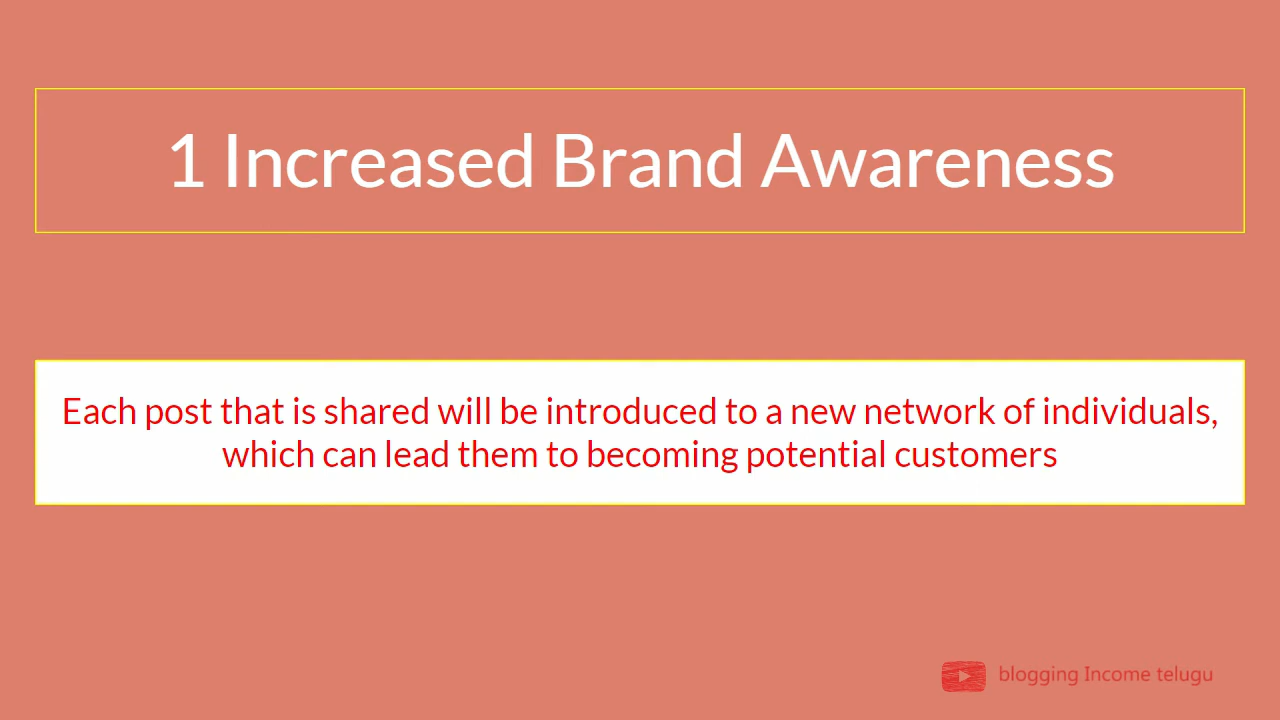 1 Increased Brand Awareness
Each post that is shared will be introduced to a new network of individuals,
which can lead them to becoming potential customers
blogging Income telugu